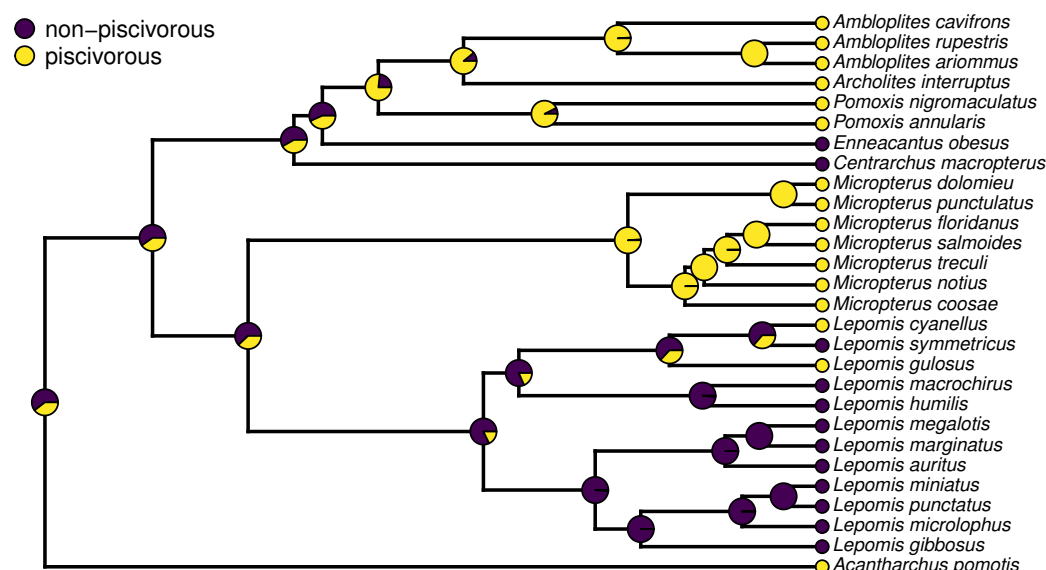 non−piscivorous
piscivorous
Ambloplites cavifrons
Ambloplites rupestris
Ambloplites ariommus
Archolites interruptus
Pomoxis nigromaculatus
Pomoxis annularis
Enneacantus obesus
Centrarchus macropterus
Micropterus dolomieu
Micropterus punctulatus
Micropterus floridanus
Micropterus salmoides
Micropterus treculi
Micropterus notius
Micropterus coosae
Lepomis cyanellus
Lepomis symmetricus
Lepomis gulosus
Lepomis macrochirus
Lepomis humilis
Lepomis megalotis
Lepomis marginatus
Lepomis auritus
Lepomis miniatus
Lepomis punctatus
Lepomis microlophus
Lepomis gibbosus
Acantharchus pomotis